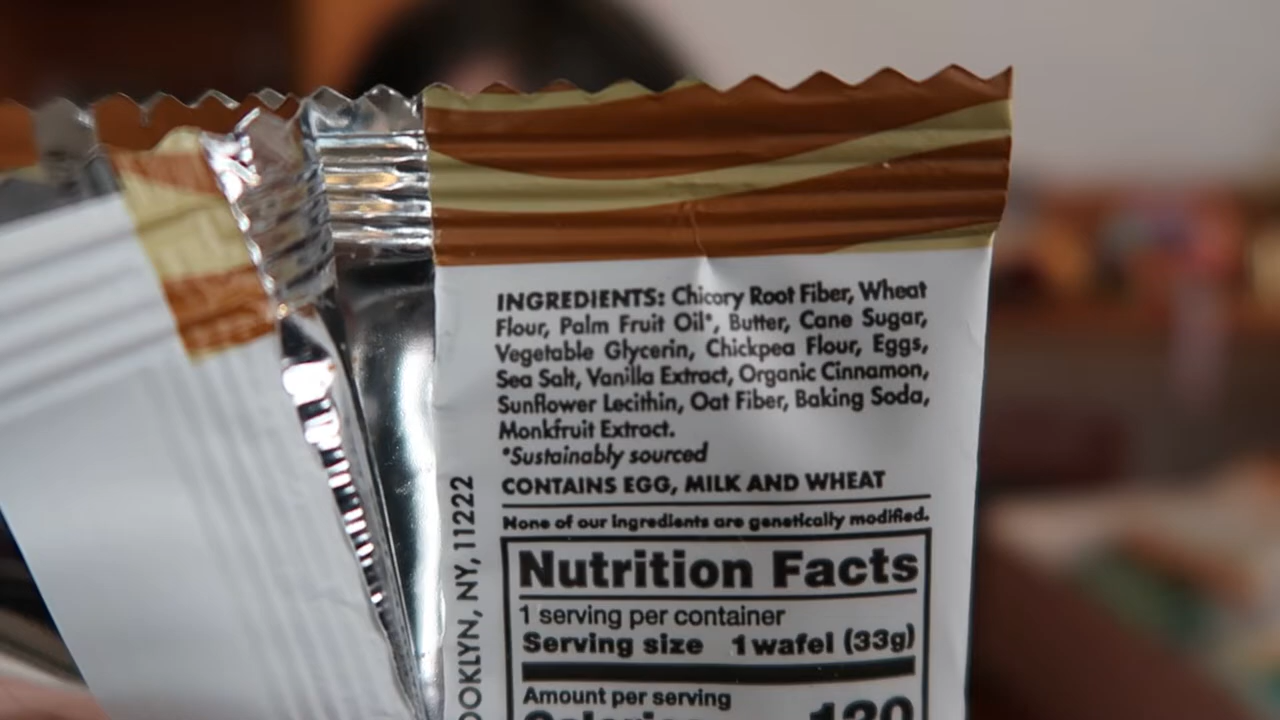 INGREDIENTS: Chicory Root Fiber, Wheat
Flour, Palm Fruit Oil*, Butter, Cane Sugar,
Vegetable Glycerin, Chickpea Flour, Eggs,
Sea Salt, Vanilla Extract, Organic Cinnamon,
Sunflower Lecithin, Oat Fiber, Baking Soda,
Monkfruit Extract.
*Sustainably sourced
CONTAINS EGG, MILK AND WHEAT
None of our ingredients are genetically modified.
Nutrition Facts
1 serving per container
Serving size 1 wafel (33g)
Amount per serving
OOKLYN, NY, 11222